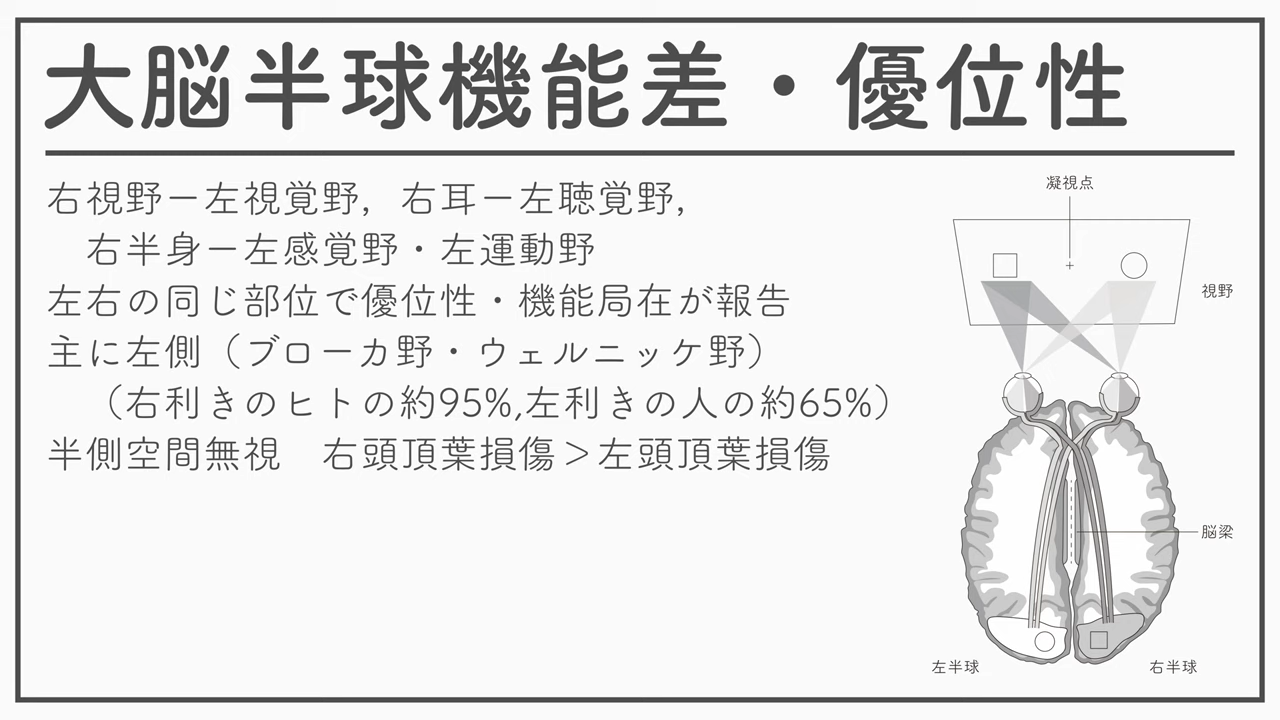 大脳半球機能差・優位性
右視野－左視覚野，右耳－左聴覚野，
右半身－左感覚野・左運動野
左右の同じ部位で優位性・機能局在が報告
主に左側（ブローカ野・ウェルニッケ野）
（右利きのヒトの約95%,左利きの人の約65%）
半側空間無視　右頭頂葉損傷＞左頭頂葉損傷
凝視点
視野
脳梁
左半球
右半球